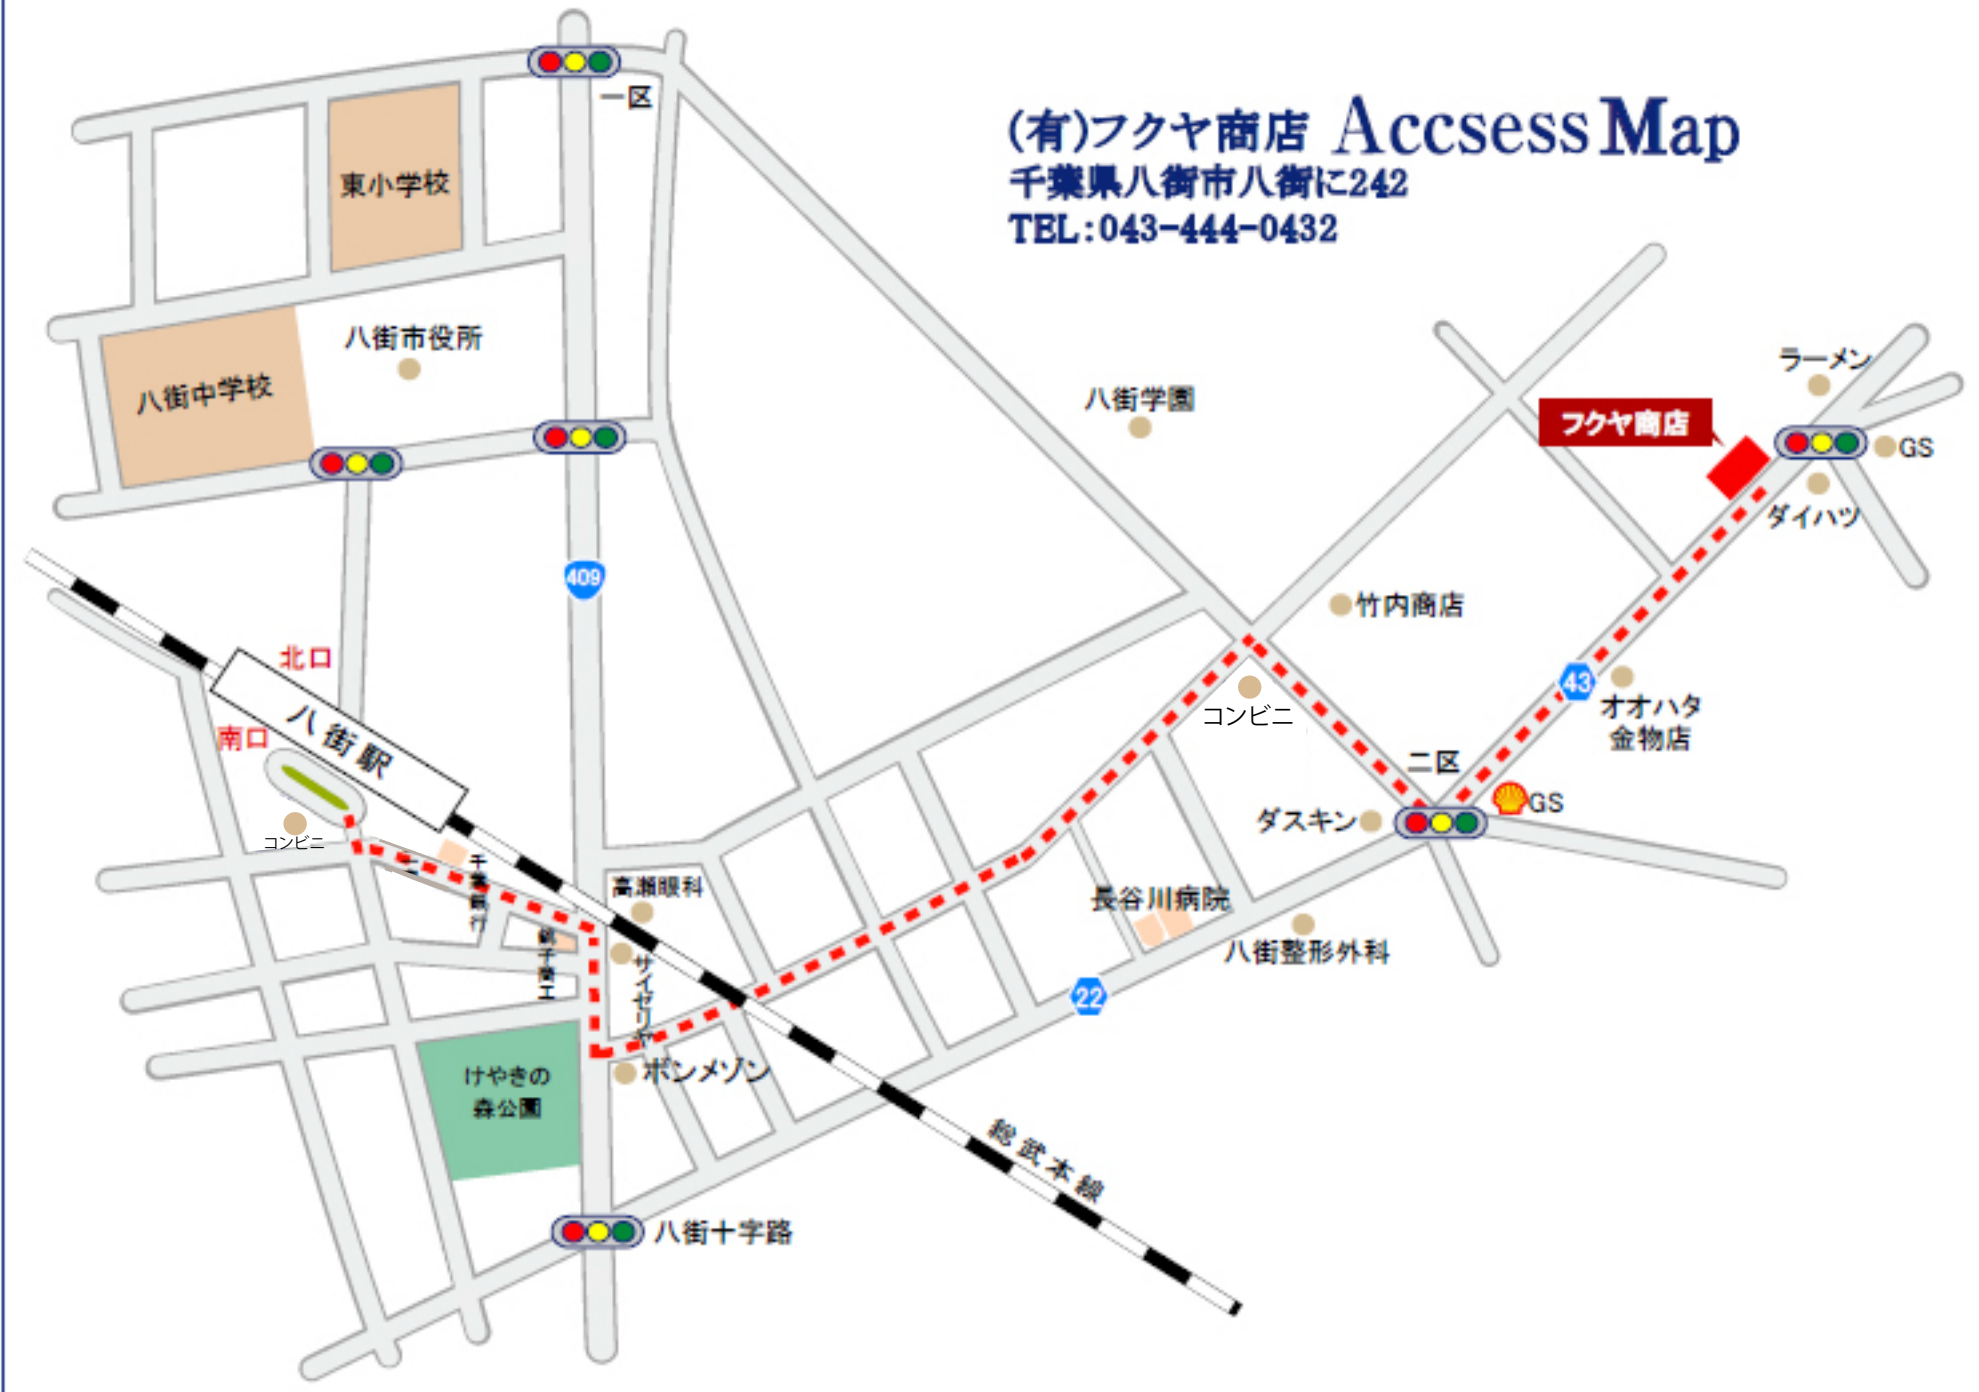 一区
(有)フクヤ商店 Accsess Map
千葉県八街市八街に242
TEL:043-444-0432
東小学校
八街市役所
八街中学校
八街学園
ラーメン
フクヤ商店
GS
ダイハツ
409
竹内商店
北口
八街駅
南口
43
オオハタ
金物店
コンビニ
二区
GS
ダスキン
コンビニ
千葉銀行
高瀬眼科
長谷川病院
八街整形外科
銚子商工
サイゼリヤ
22
ボンメゾン
けやきの
森公園
総武本線
八街十字路